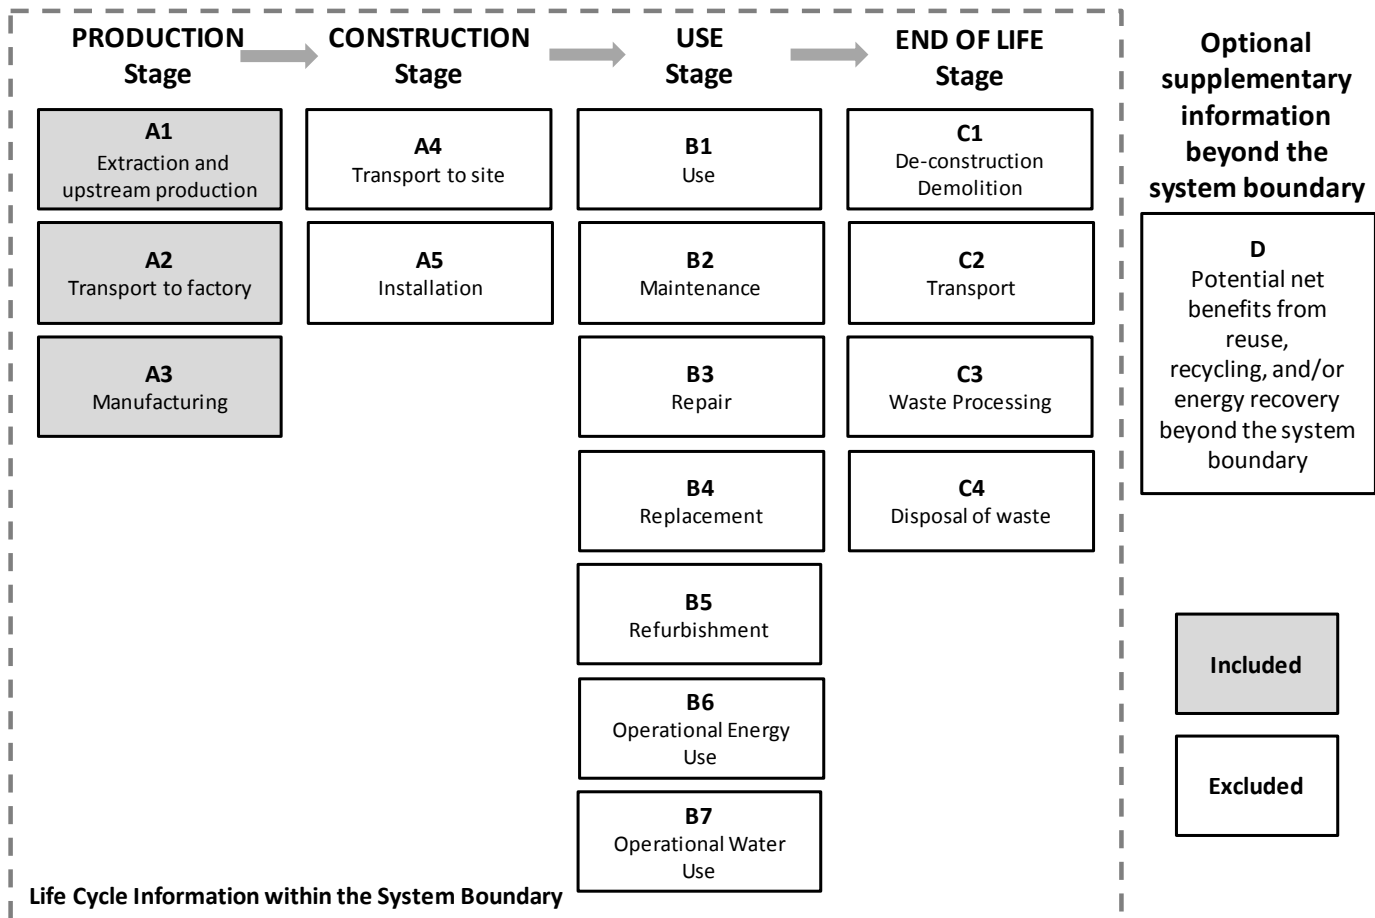 PRODUCTION
Stage
CONSTRUCTION
Stage
USE
Stage
END OF LIFE
Stage
Optional
supplementary
information
beyond the
system boundary
A1
Extraction and
upstream production
A2
Transport to factory
A3
Manufacturing
A4
Transport to site
A5
Installation
B1
Use
B2
Maintenance
B3
Repair
B4
Replacement
B5
Refurbishment
B6
Operational Energy
Use
B7
Operational Water
Use
C1
De-construction
Demolition
C2
Transport
C3
Waste Processing
C4
Disposal of waste
D
Potential net
benefits from
reuse,
recycling, and/or
energy recovery
beyond the system
boundary
Included
Excluded
Life Cycle Information within the System Boundary